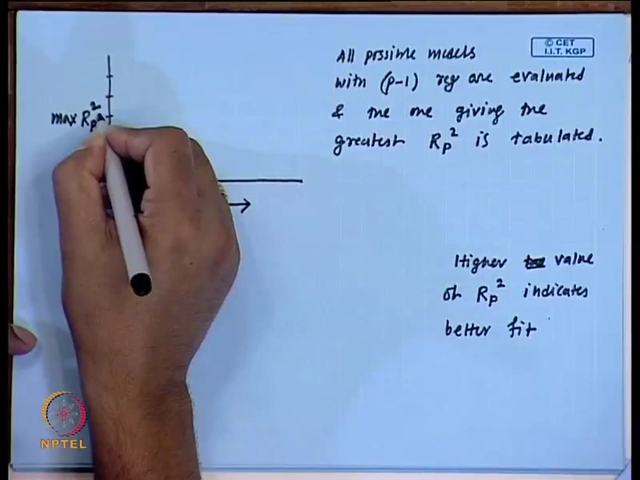 © CET
I.I.T. KGP
All possible models
with (p-1) reg are evaluated
& the one giving the
greatest Rp² is tabulated.
max Rp²
Higher value
of Rp² indicates
better fit
NPTEL